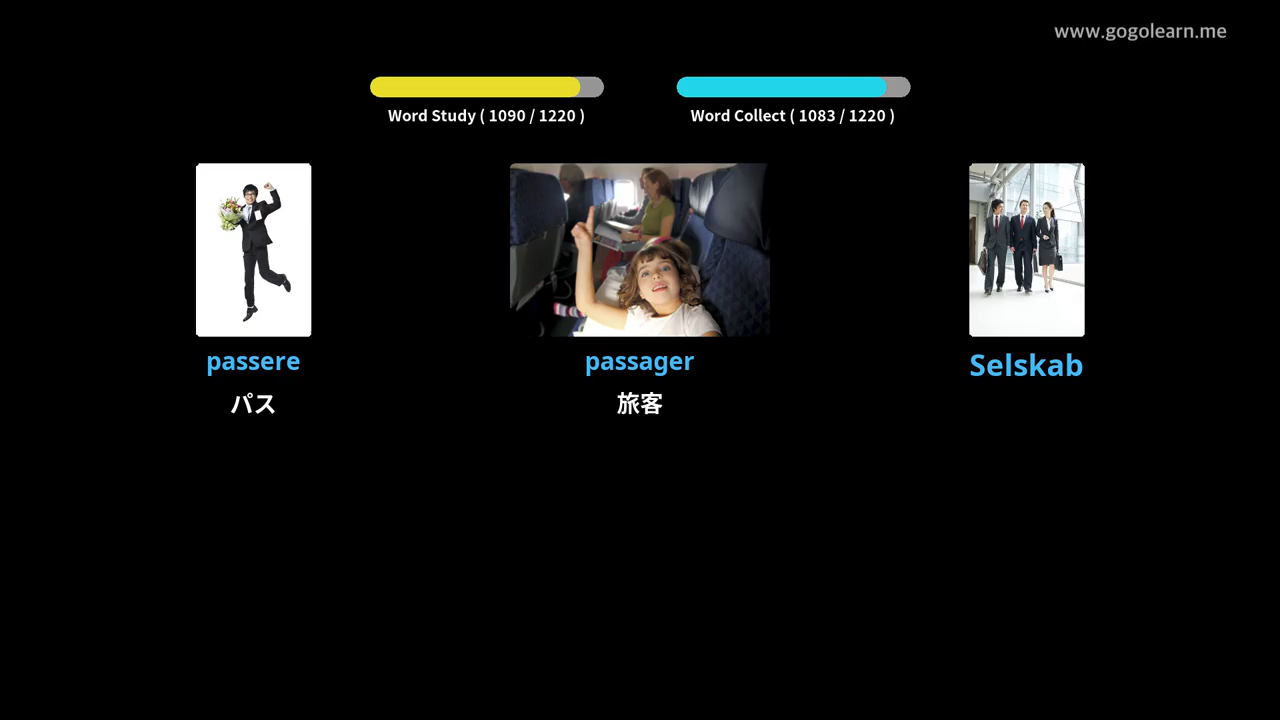 www.gogolearn.me
Word Study ( 1090 / 1220 )
Word Collect ( 1083 / 1220 )
passere
passager
Selskab
パス
旅客